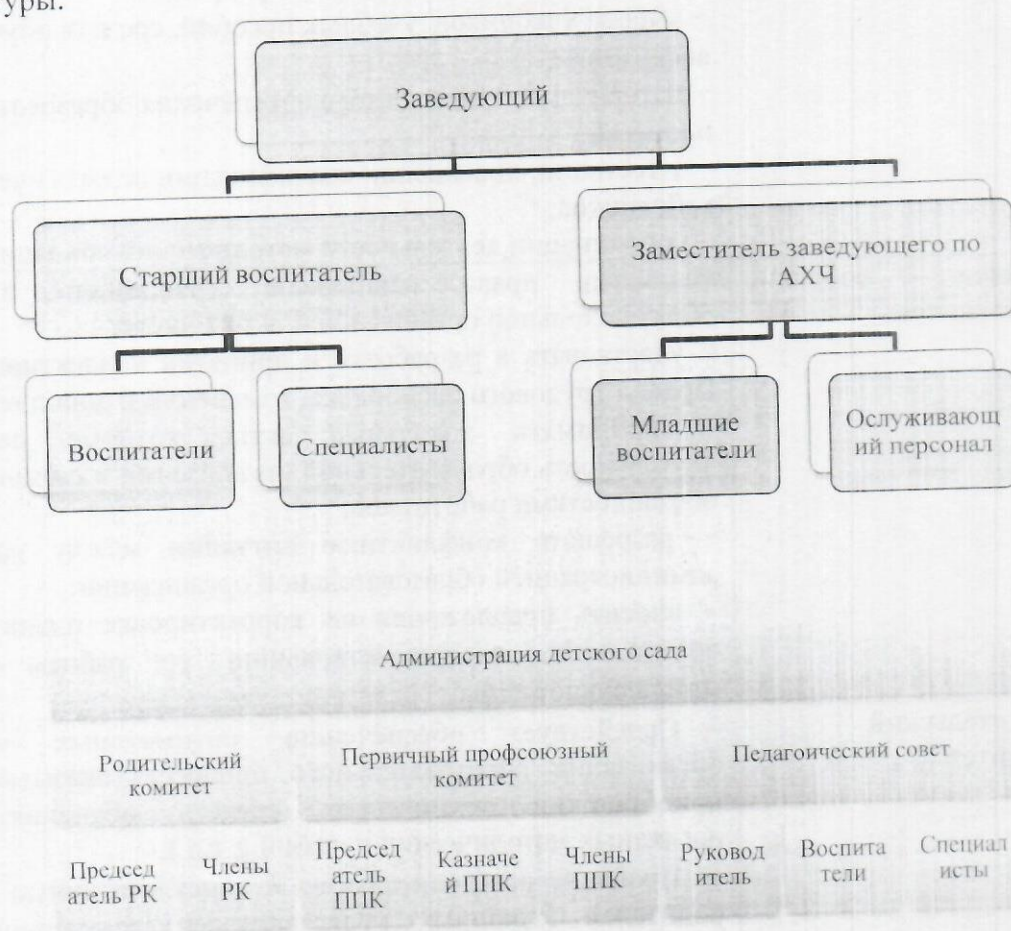 уры.
Заведующий
Старший воспитатель
Заместитель заведующего по
АХЧ
Воспитатели
Специалисты
Младшие
воспитатели
Ослуживающ
ий персонал
Администрация детского сада
Родительский
комитет
Первичный профсоюзный
комитет
Педагоический совет
Председ
атель РК
Члены
РК
Председ
атель
ППК
Казначе
й ППК
Члены
ППК
Руковод
итель
Воспита
тели
Специал
исты